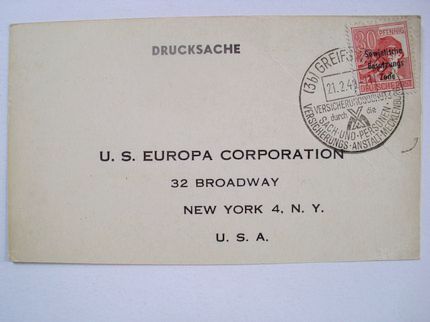 DRUCKSACHE
30 PFENNIG
Sowjetische
Besatzungs
Zone
DEUTSCHE POST
(3b) GREIFS
21.2.4
VERSICHERUNGSSCHUTZ
durch die
SACH-UND-PERSONEN
VERSICHERUNGS-ANSTALT MECKLENBURG
U. S. EUROPA CORPORATION
32 BROADWAY
NEW YORK 4, N. Y.
U. S. A.